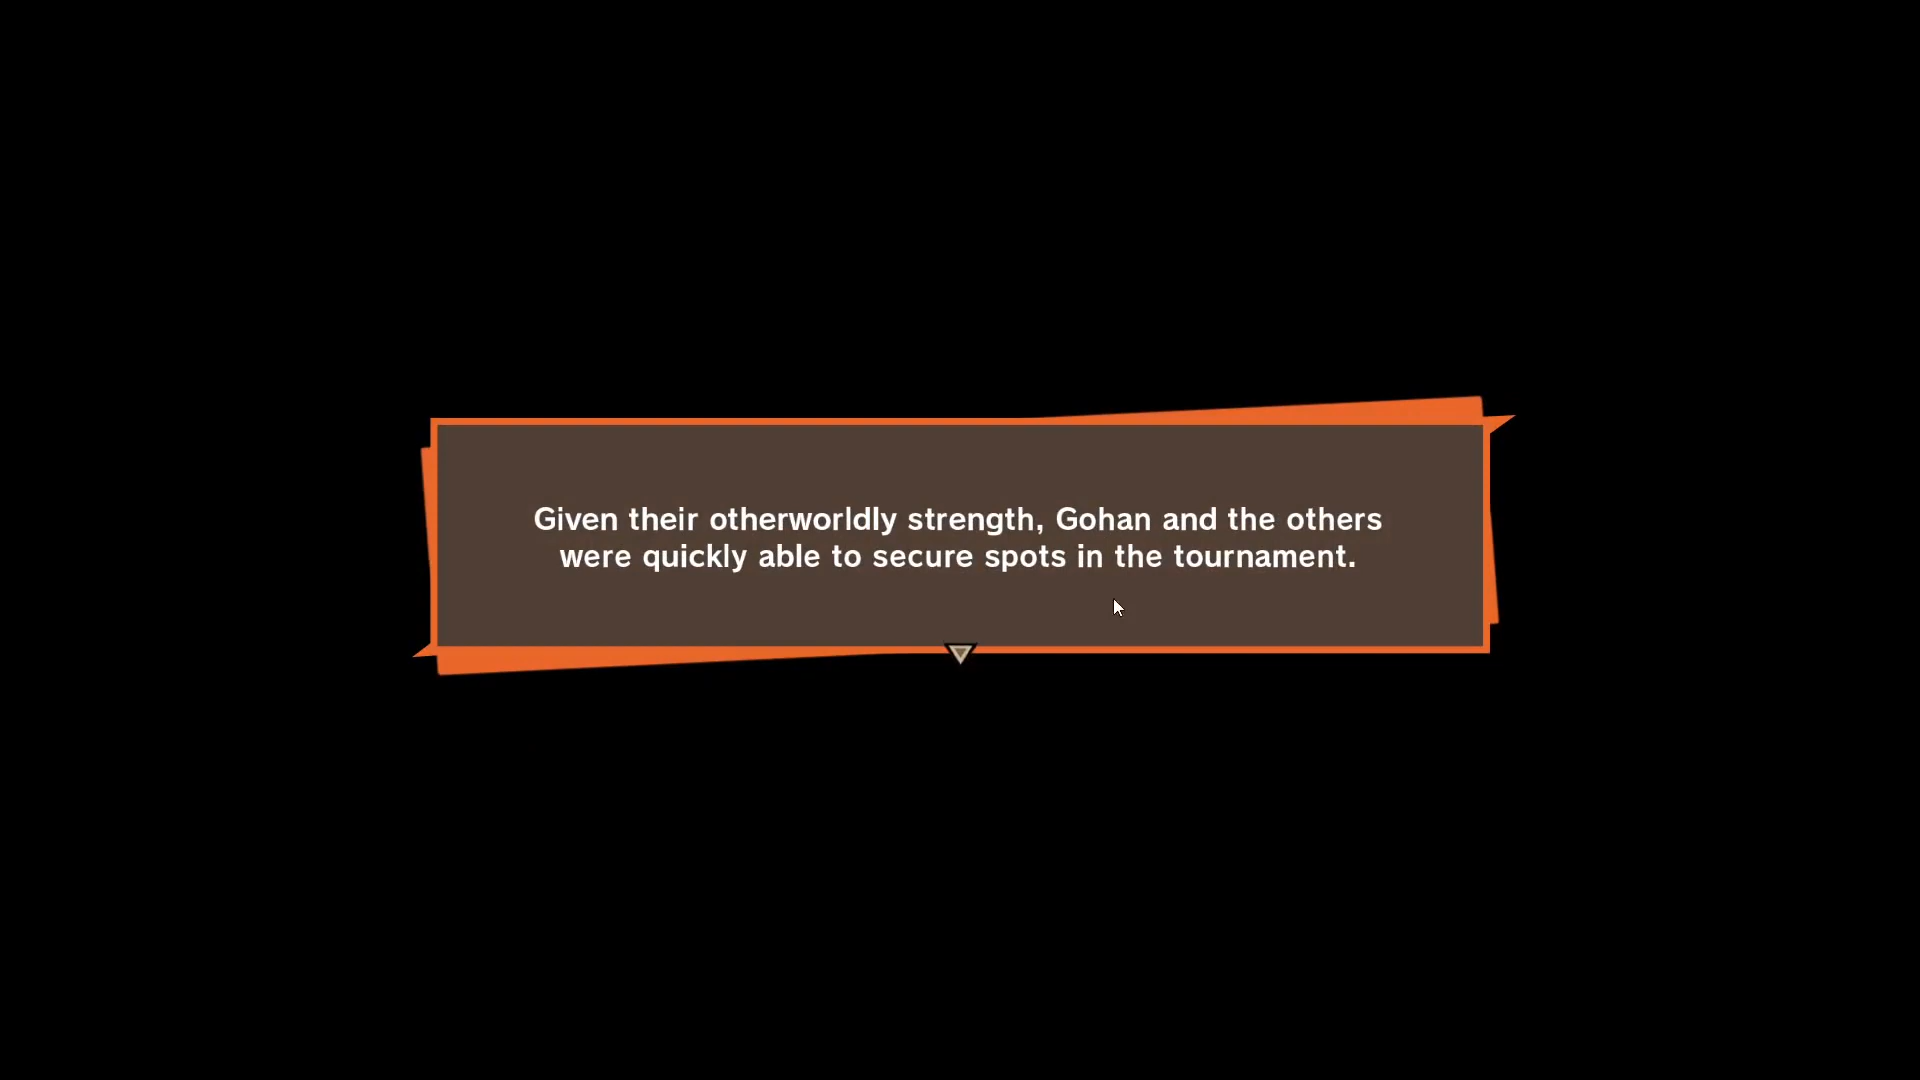 Given their otherworldly strength, Gohan and the others
were quickly able to secure spots in the tournament.